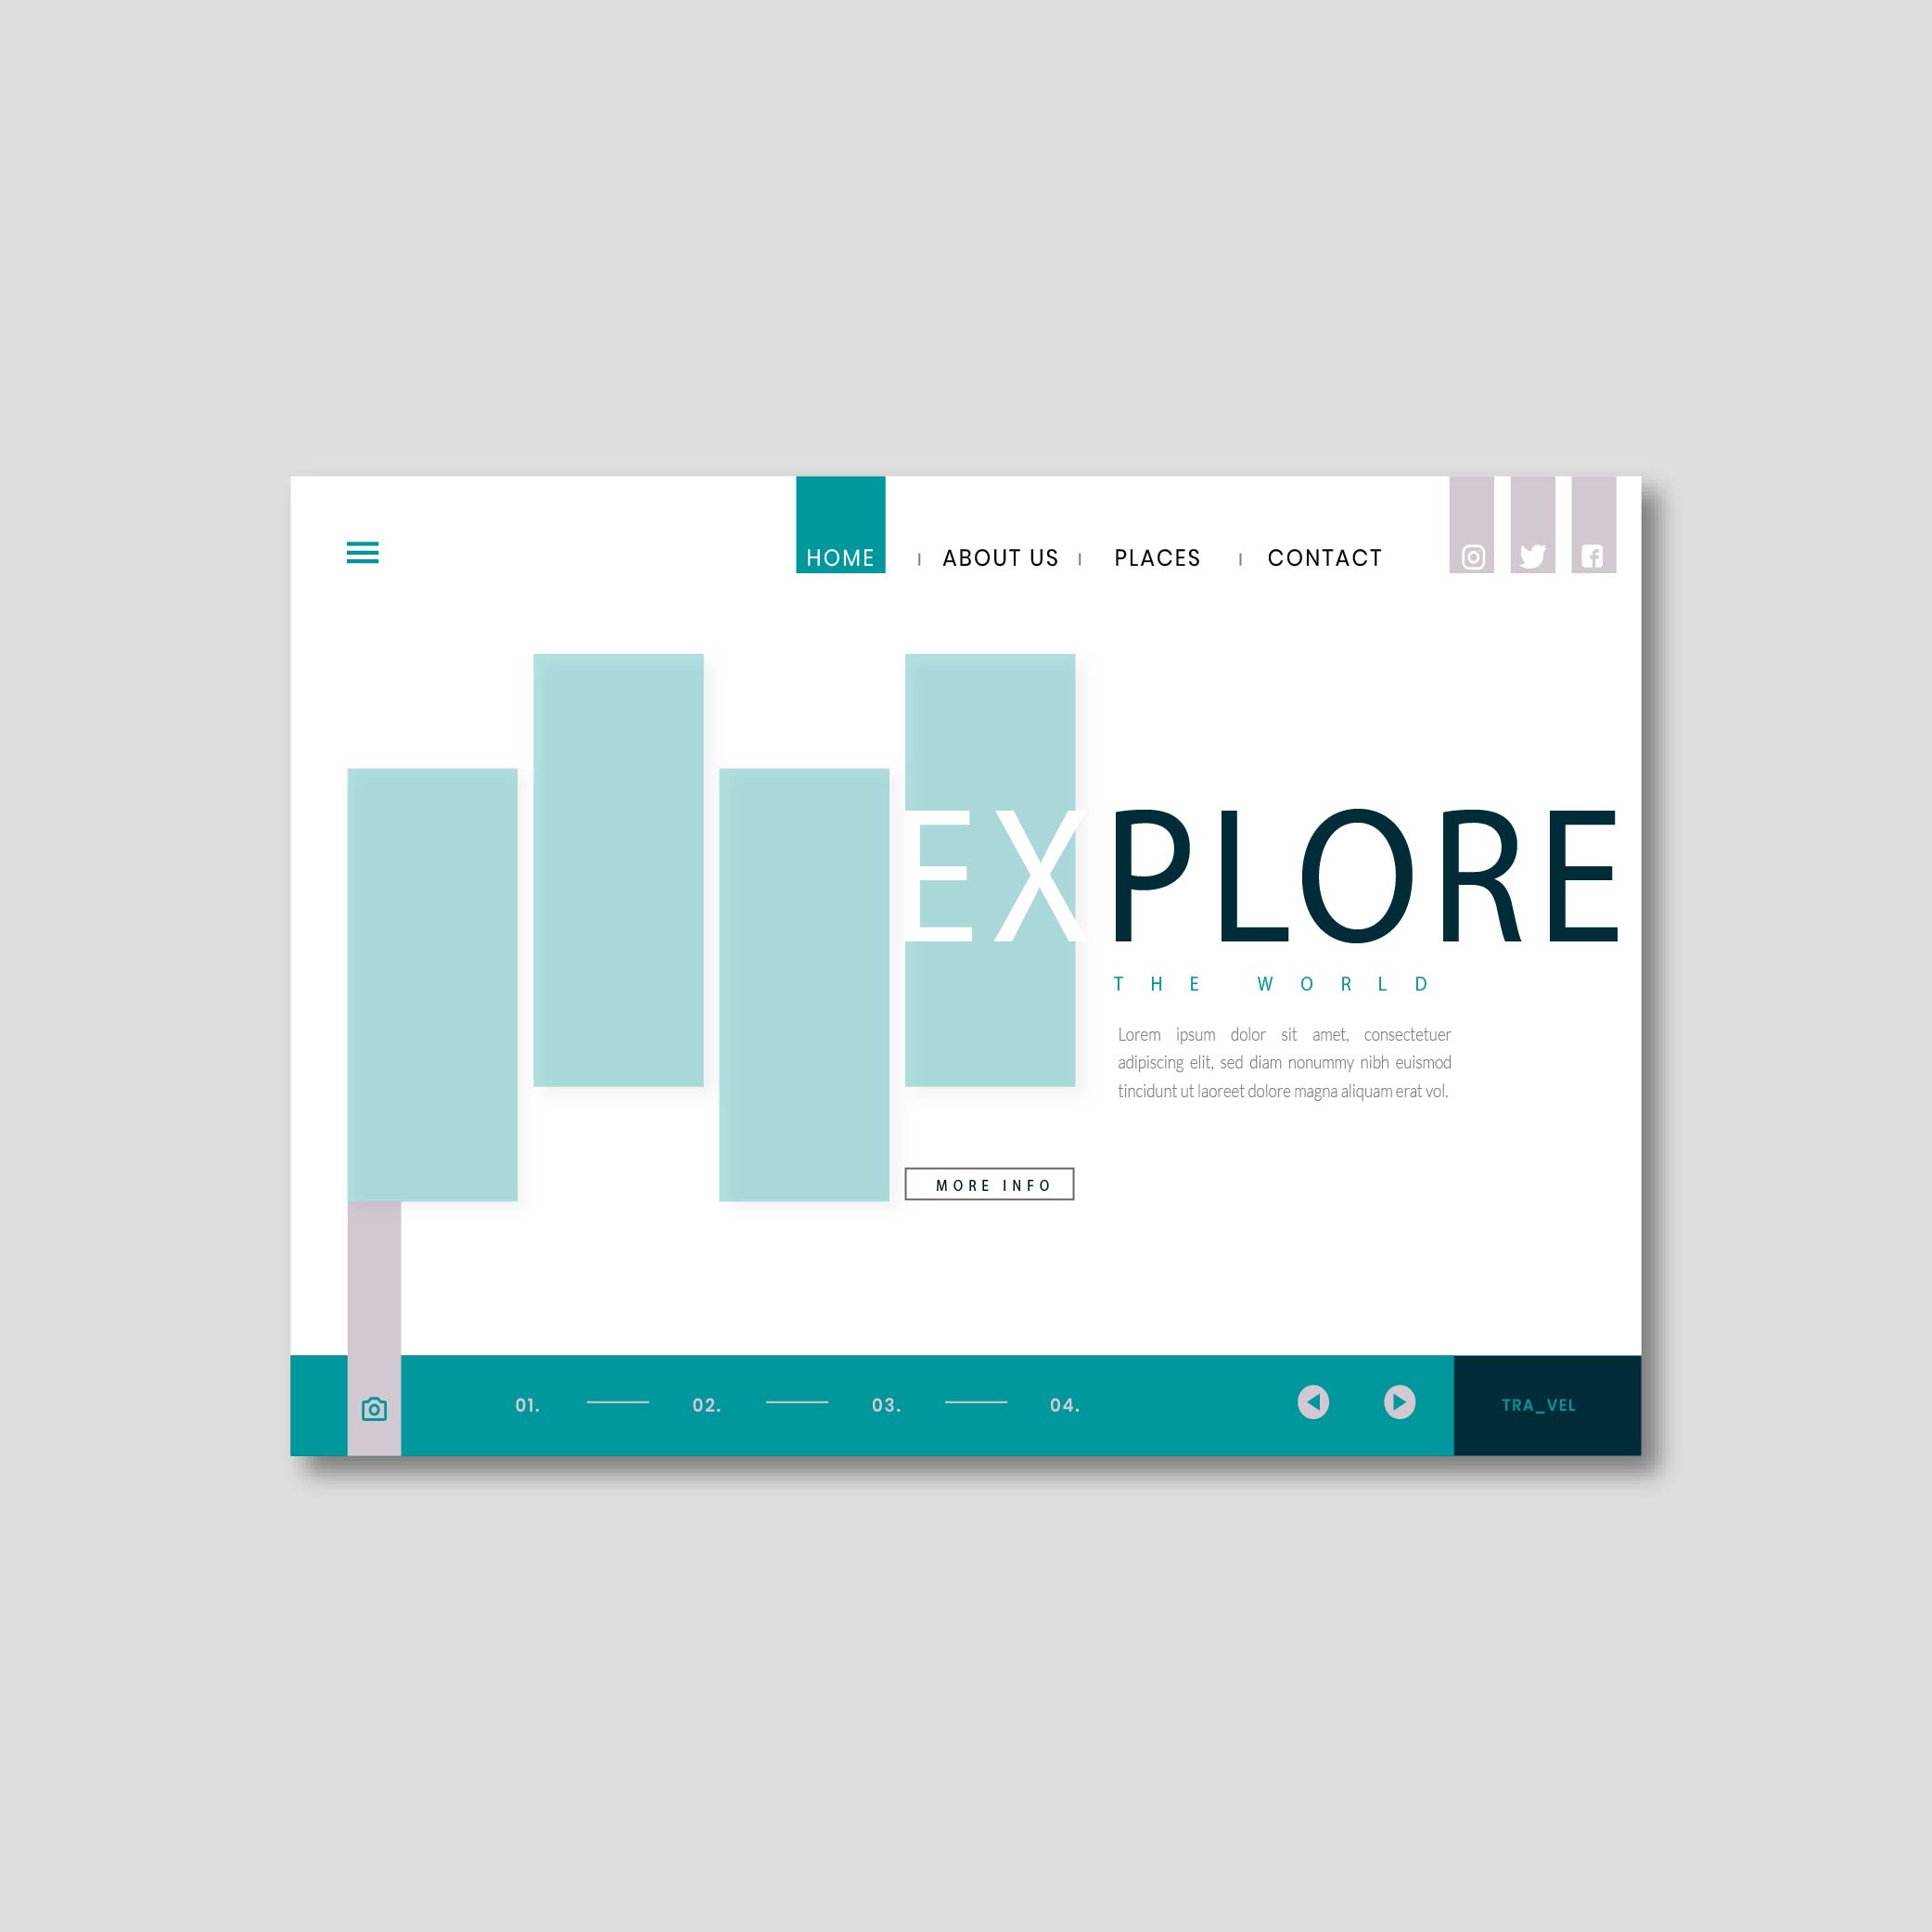 HOME ABOUT US PLACES CONTACT
EXPLORE
THE WORLD
Lorem ipsum dolor sit amet, consectetuer
adipiscing elit, sed diam nonummy nibh euismod
tincidunt ut laoreet dolore magna aliquam erat vol.
MORE INFO
01. 02. 03. 04. TRA_VEL